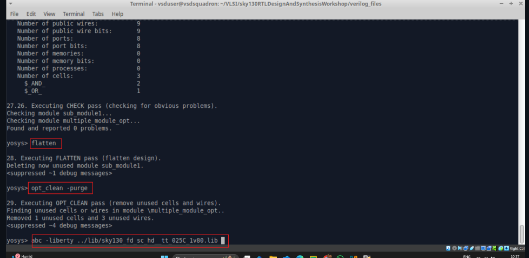 Terminal - vsduser@vsdsquadron: ~/VLSI/sky130RTLDesignAndSynthesisWorkshop/verilog_files
File Edit View Terminal Tabs Help
Number of public wires: 9
Number of public wire bits: 9
Number of ports: 8
Number of port bits: 8
Number of memories: 0
Number of memory bits: 0
Number of processes: 0
Number of cells: 3
$_AND_ 2
$_OR_ 1
27.26. Executing CHECK pass (checking for obvious problems).
Checking module sub_module1...
Checking module multiple_module_opt...
Found and reported 0 problems.
yosys> flatten
28. Executing FLATTEN pass (flatten design).
Deleting now unused module sub_module1.
<suppressed ~1 debug messages>
yosys> opt_clean -purge
29. Executing OPT_CLEAN pass (remove unused cells and wires).
Finding unused cells or wires in module \multiple_module_opt..
Removed 1 unused cells and 3 unused wires.
<suppressed ~4 debug messages>
yosys> abc -liberty ../lib/sky130_fd_sc_hd__tt_025C_1v80.lib